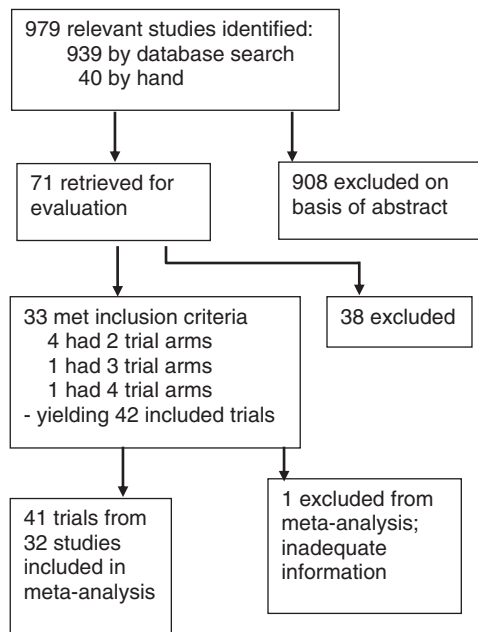 979 relevant studies identified:
939 by database search
40 by hand
71 retrieved for
evaluation
908 excluded on
basis of abstract
33 met inclusion criteria
4 had 2 trial arms
1 had 3 trial arms
1 had 4 trial arms
- yielding 42 included trials
38 excluded
41 trials from
32 studies
included in
meta-analysis
1 excluded from
meta-analysis;
inadequate
information